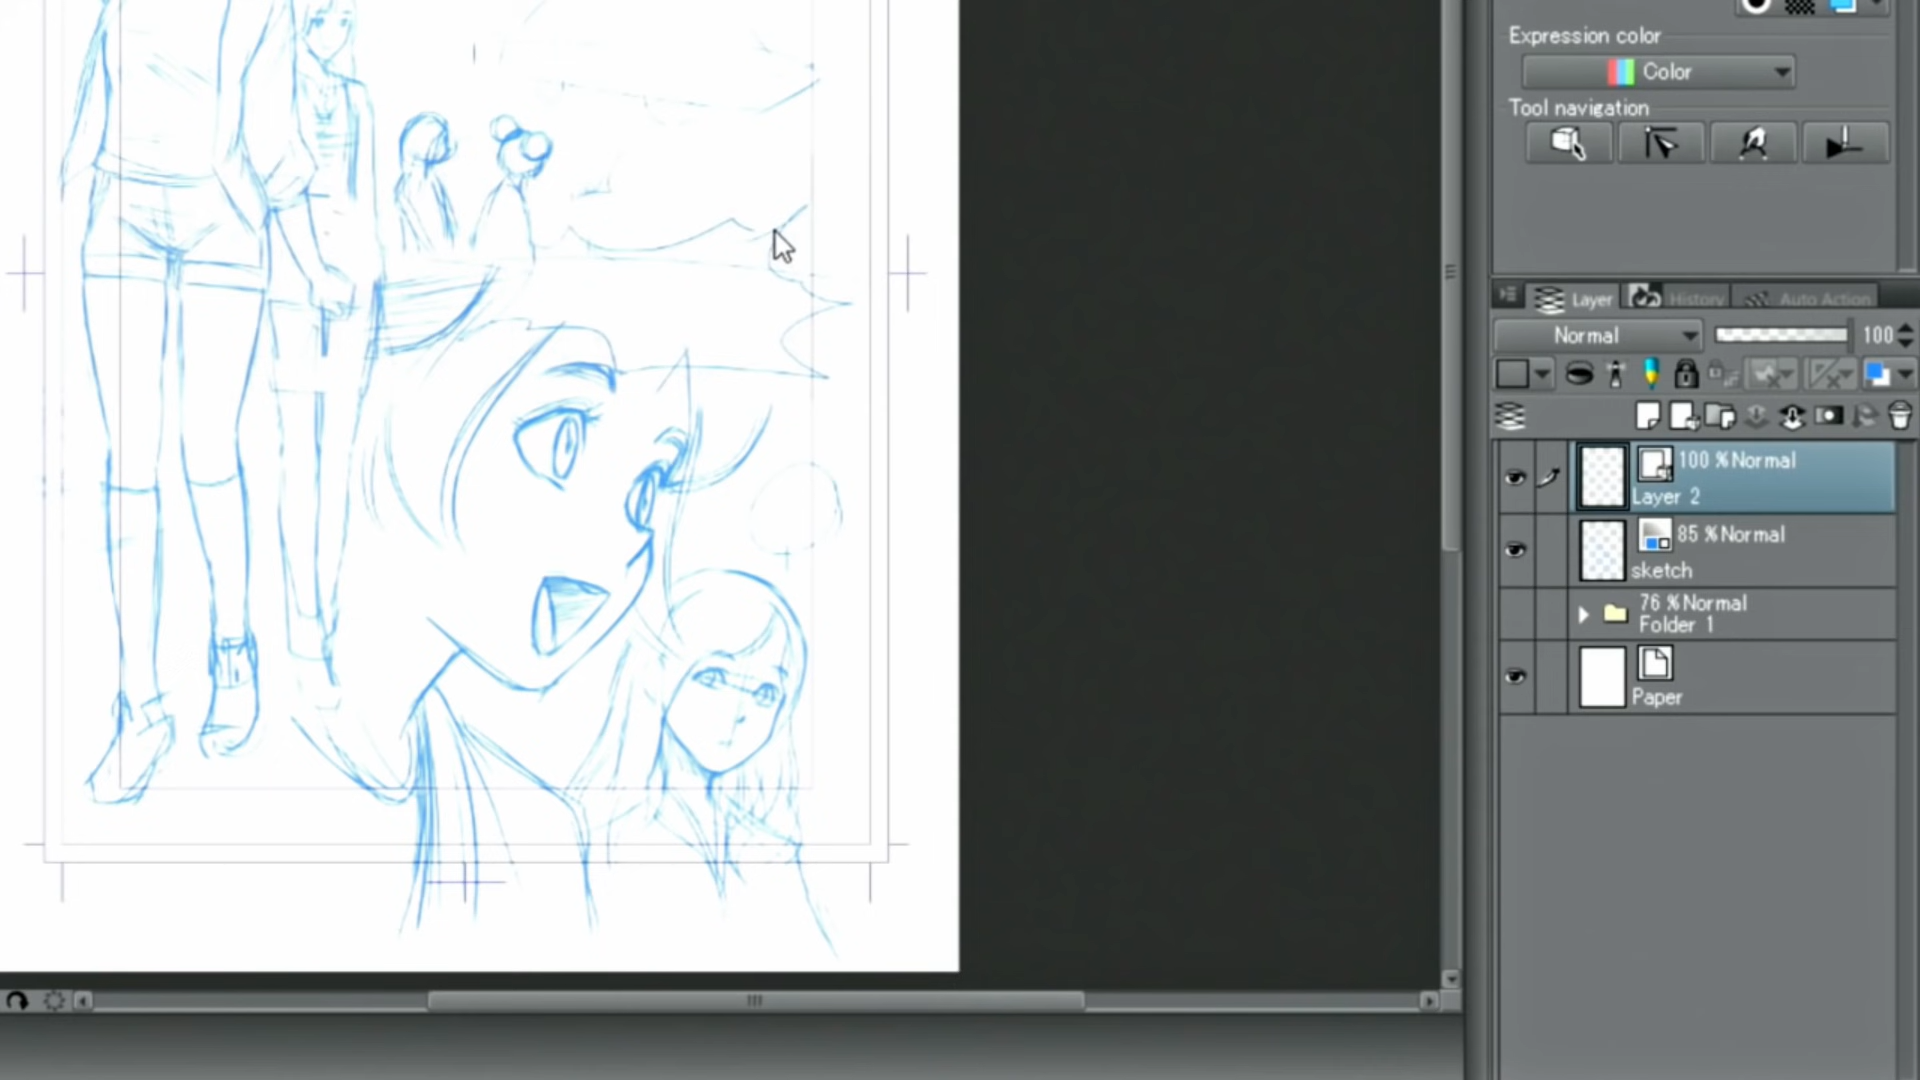 Expression color
Color
Tool navigation
Layer
History
Auto Action
Normal
100
100 %Normal
Layer 2
85 %Normal
sketch
76 %Normal
Folder 1
Paper